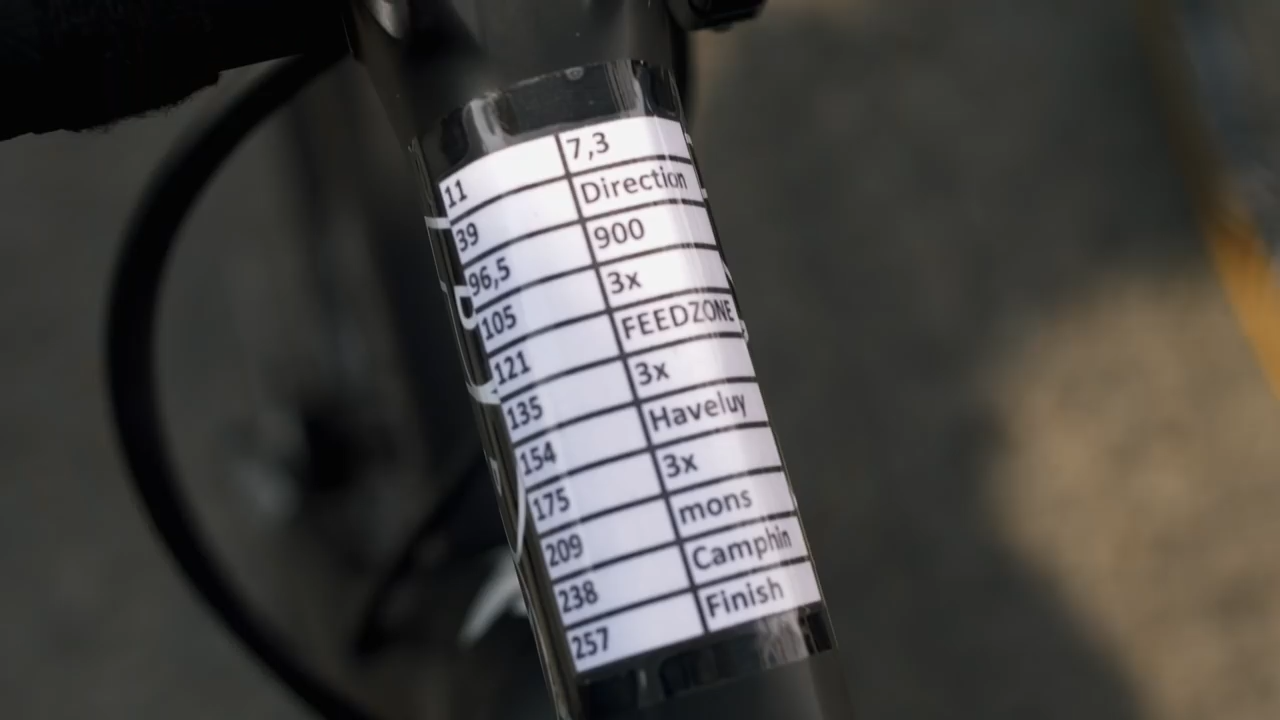 11 7,3
39 Direction
96,5 900
105 3x
121 FEEDZONE
135 3x
154 Haveluy
175 3x
209 mons
238 Camphin
257 Finish